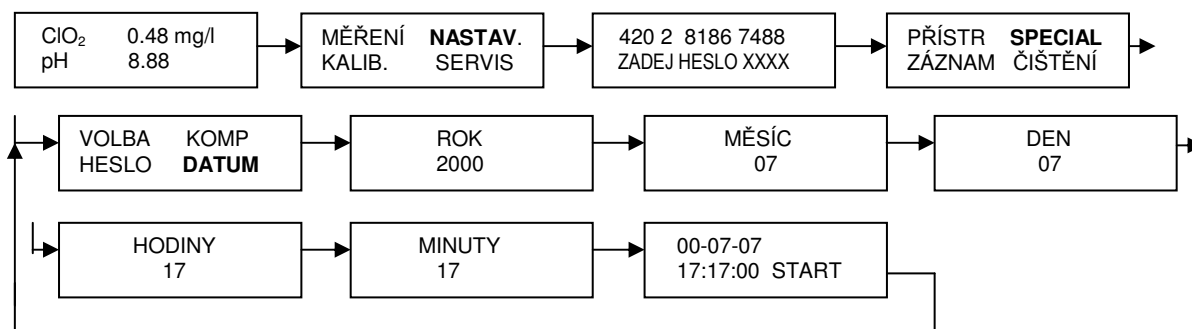 ClO₂ 0.48 mg/l
pH 8.88
MĚŘENÍ NASTAV.
KALIB. SERVIS
420 2 8186 7488
ZADEJ HESLO XXXX
PŘÍSTR SPECIAL
ZÁZNAM ČIŠTĚNÍ
VOLBA KOMP
HESLO DATUM
ROK
2000
MĚSÍC
07
DEN
07
HODINY
17
MINUTY
17
00-07-07
17:17:00 START